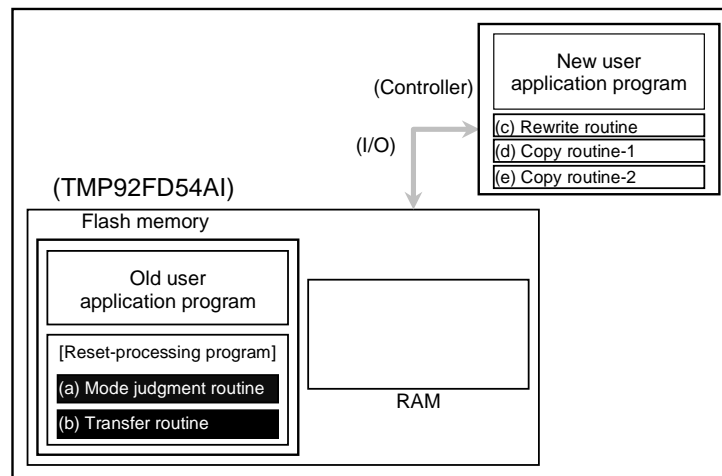 New user
application program
(Controller)
(c) Rewrite routine
(I/O)
(d) Copy routine-1
(e) Copy routine-2
(TMP92FD54AI)
Flash memory
Old user
application program
[Reset-processing program]
(a) Mode judgment routine
(b) Transfer routine
RAM